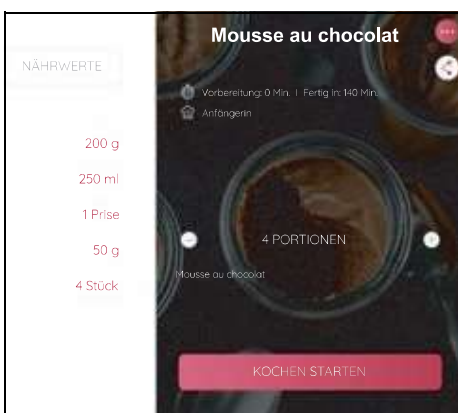 Mousse au chocolat
NÄHRWERTE
Vorbereitung: 0 Min. I Fertig in: 140 Min.
Anfängerin
200 g
250 ml
1 Prise
50 g
4 Stück
4 PORTIONEN
Mousse au chocolat
KOCHEN STARTEN